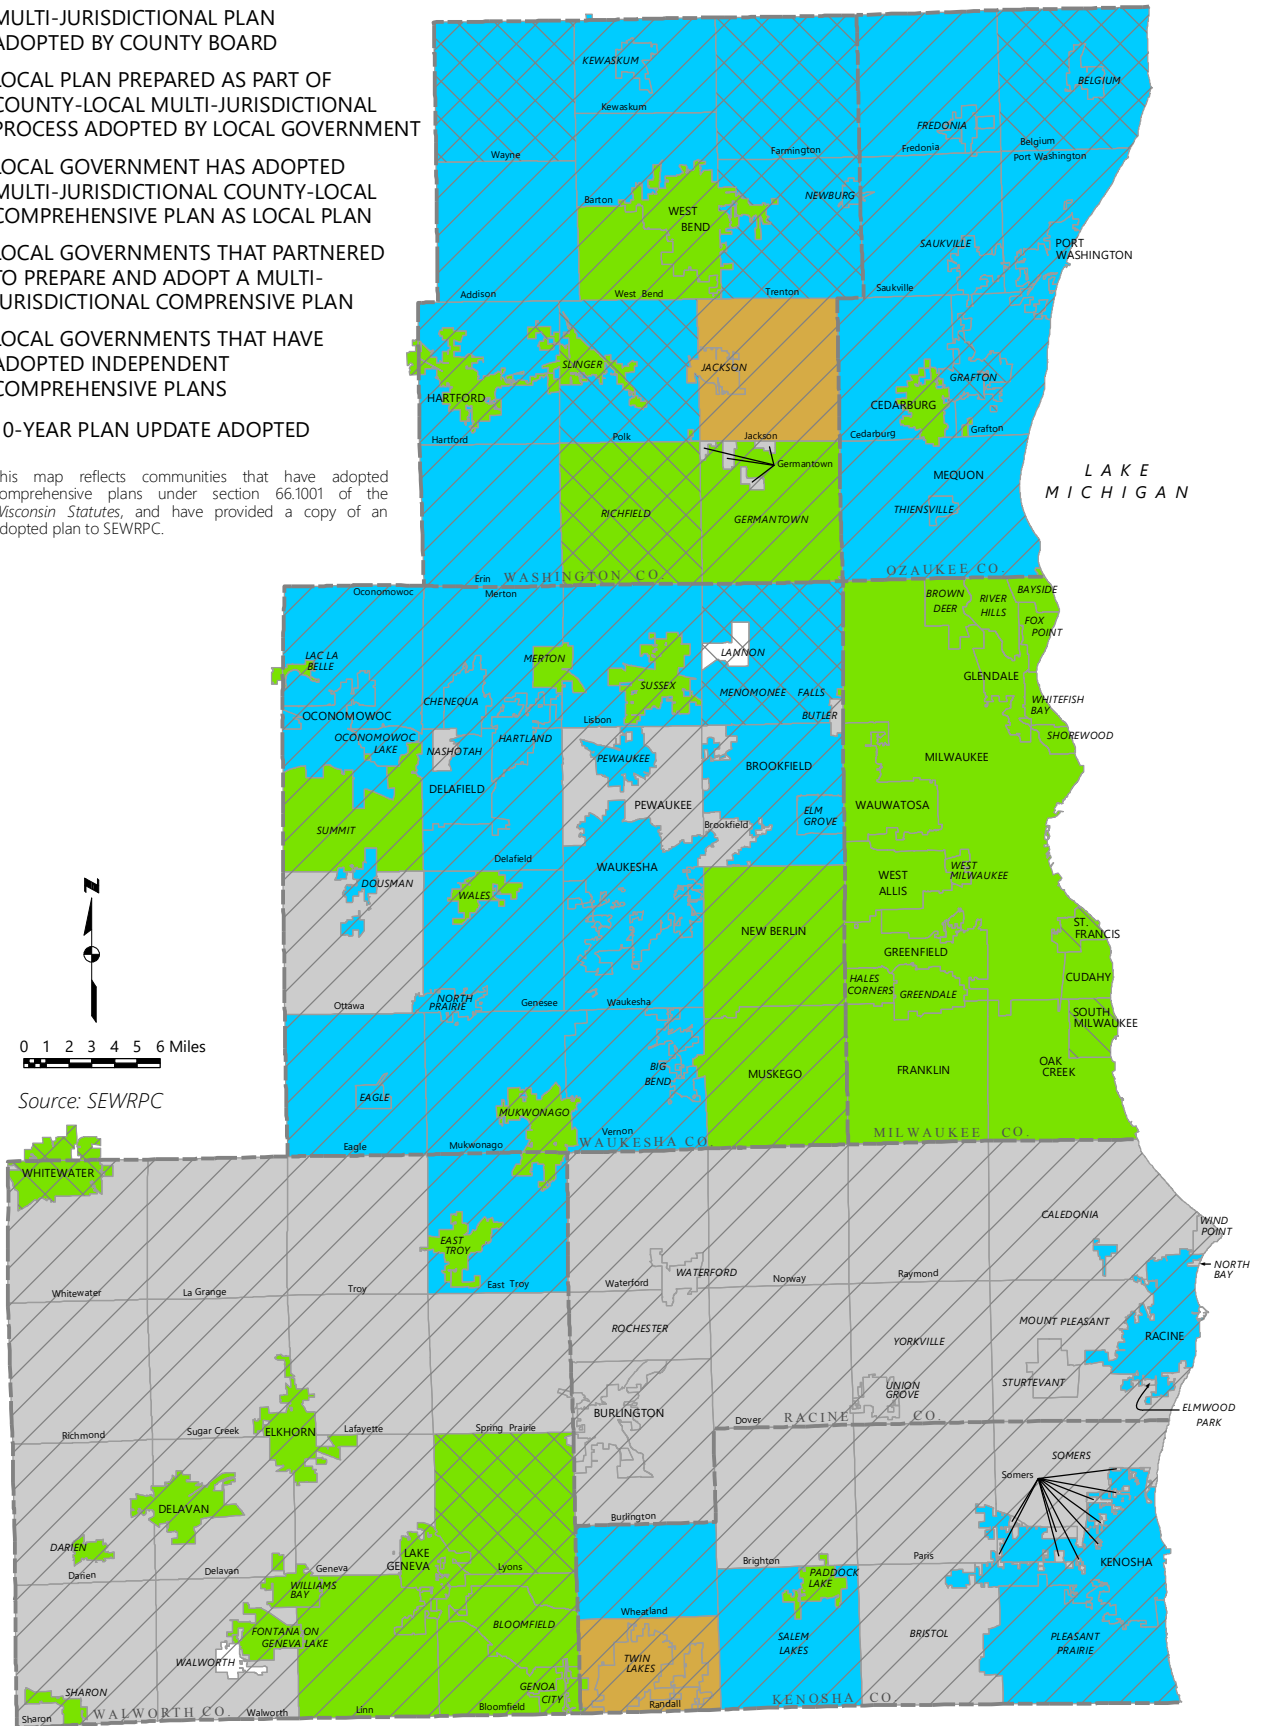 MULTI-JURISDICTIONAL PLAN
ADOPTED BY COUNTY BOARD
LOCAL PLAN PREPARED AS PART OF
COUNTY-LOCAL MULTI-JURISDICTIONAL
PROCESS ADOPTED BY LOCAL GOVERNMENT
LOCAL GOVERNMENT HAS ADOPTED
MULTI-JURISDICTIONAL COUNTY-LOCAL
COMPREHENSIVE PLAN AS LOCAL PLAN
LOCAL GOVERNMENTS THAT PARTNERED
TO PREPARE AND ADOPT A MULTI-
JURISDICTIONAL COMPRENSIVE PLAN
LOCAL GOVERNMENTS THAT HAVE
ADOPTED INDEPENDENT
COMPREHENSIVE PLANS
0-YEAR PLAN UPDATE ADOPTED
his map reflects communities that have adopted
omprehensive plans under section 66.1001 of the
Wisconsin Statutes, and have provided a copy of an
dopted plan to SEWRPC.
KEWASKUM
Kewaskum
BELGIUM
FREDONIA
Fredonia
Belgium
Port Washington
Wayne
Farmington
Barton
NEWBURG
WEST
BEND
SAUKVILLE
PORT
WASHINGTON
Addison
West Bend
Trenton
Saukville
SLINGER
JACKSON
GRAFTON
HARTFORD
CEDARBURG
Hartford
Polk
Jackson
Cedarburg
Grafton
Germantown
MEQUON
LAKE
MICHIGAN
RICHFIELD
GERMANTOWN
THIENSVILLE
Erin
WASHINGTON CO.
OZAUKEE CO.
Oconomowoc
Merton
BROWN
DEER
RIVER
HILLS
BAYSIDE
FOX
POINT
LAC LA
BELLE
MERTON
LANNON
SUSSEX
GLENDALE
CHENEQUA
MENOMONEE FALLS
WHITEFISH
BAY
OCONOMOWOC
Lisbon
BUTLER
OCONOMOWOC
LAKE
NASHOTAH
HARTLAND
SHOREWOOD
PEWAUKEE
BROOKFIELD
MILWAUKEE
DELAFIELD
PEWAUKEE
WAUWATOSA
SUMMIT
Brookfield
ELM
GROVE
Delafield
WAUKESHA
DOUSMAN
WALES
WEST
ALLIS
WEST
MILWAUKEE
NEW BERLIN
ST.
FRANCIS
GREENFIELD
HALES
CORNERS
GREENDALE
CUDAHY
Ottawa
NORTH
PRAIRIE
Genesee
Waukesha
SOUTH
MILWAUKEE
N
0 1 2 3 4 5 6 Miles
Source: SEWRPC
BIG
BEND
MUSKEGO
FRANKLIN
OAK
CREEK
EAGLE
MUKWONAGO
Eagle
Mukwonago
Vernon
WAUKESHA CO.
MILWAUKEE CO.
WHITEWATER
CALEDONIA
WIND
POINT
EAST
TROY
NORTH
BAY
Whitewater
La Grange
Troy
East Troy
Waterford
WATERFORD
Norway
Raymond
ROCHESTER
YORKVILLE
MOUNT PLEASANT
RACINE
STURTEVANT
UNION
GROVE
ELMWOOD
PARK
BURLINGTON
Dover
RACINE CO.
Richmond
Sugar Creek
ELKHORN
Lafayette
Spring Prairie
SOMERS
Somers
DELAVAN
Burlington
DARIEN
Darien
Delavan
Geneva
LAKE
GENEVA
Lyons
Brighton
Paris
KENOSHA
PADDOCK
LAKE
WILLIAMS
BAY
Wheatland
FONTANA ON
GENEVA LAKE
BLOOMFIELD
SALEM
LAKES
BRISTOL
PLEASANT
PRAIRIE
WALWORTH
TWIN
LAKES
SHARON
GENOA
CITY
Sharon
WALWORTH CO.
Walworth
Linn
Bloomfield
Randall
KENOSHA CO.